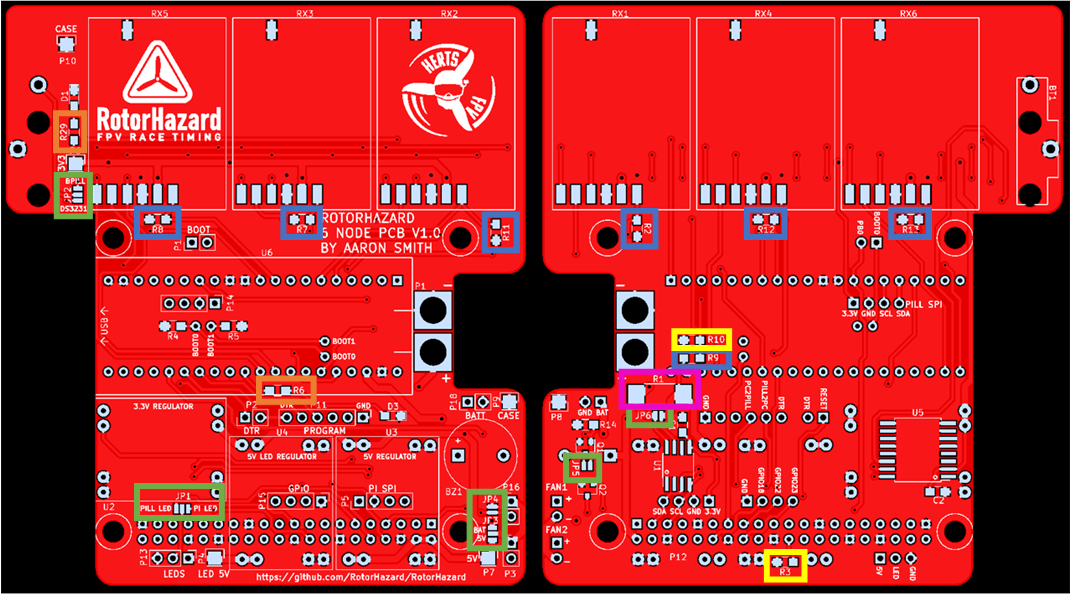 RX5 RX3 RX2
RX1 RX4 RX6
CASE
P10
D1
R29
3V3
BPILL
JP2
DS3231
RotorHazard
FPV RACE TIMING
HERTS
FPV
BT1
R8
R7
R11
R2
R12
R13
P1 BOOT
ROTORHAZARD
6 NODE PCB V1.0
BY AARON SMITH
PB0
BOOT0
U6
P1
−
−
P14
USB
R4
BOOT0
BOOT1
R5
BOOT1
BOOT0
PILL SPI
3.3V GND SCL SDA
R10
R9
R6
+
+
R1
JP6
3.3V REGULATOR
P2
DTR
P11
GND
D3
DTR
PROGRAM
U4
U3
5V LED REGULATOR
5V REGULATOR
P18
BATT
P9
CASE
P8
GND BAT
R14
GND
PC2PILL
PILL2PC
DTR
DTR
RESET
U5
U1
JP5
Q2
C2
+
BZ1
JP1
PILL LED
PI LED
U2
P15
GPIO
P5
PI SPI
JP4
P16
BAT
5V
FAN1
+
−
FAN2
+
−
SDA SCL GND 3.3V
GND
GPIO18
GPIO22
GPIO23
P13
LEDS
P4
LED 5V
5V
P7
P3
P12
R3
5V
LED
GND
https://github.com/RotorHazard/RotorHazard